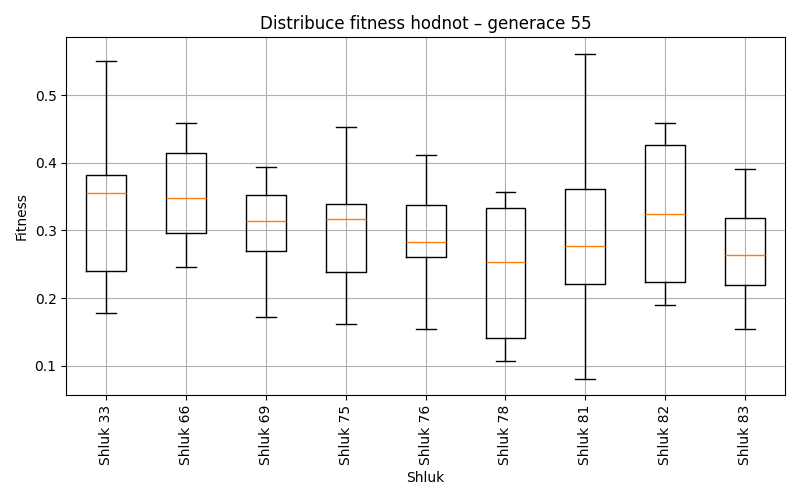 Distribuce fitness hodnot – generace 55
Fitness
0.5
0.4
0.3
0.2
0.1
Shluk 33
Shluk 66
Shluk 69
Shluk 75
Shluk 76
Shluk 78
Shluk 81
Shluk 82
Shluk 83
Shluk